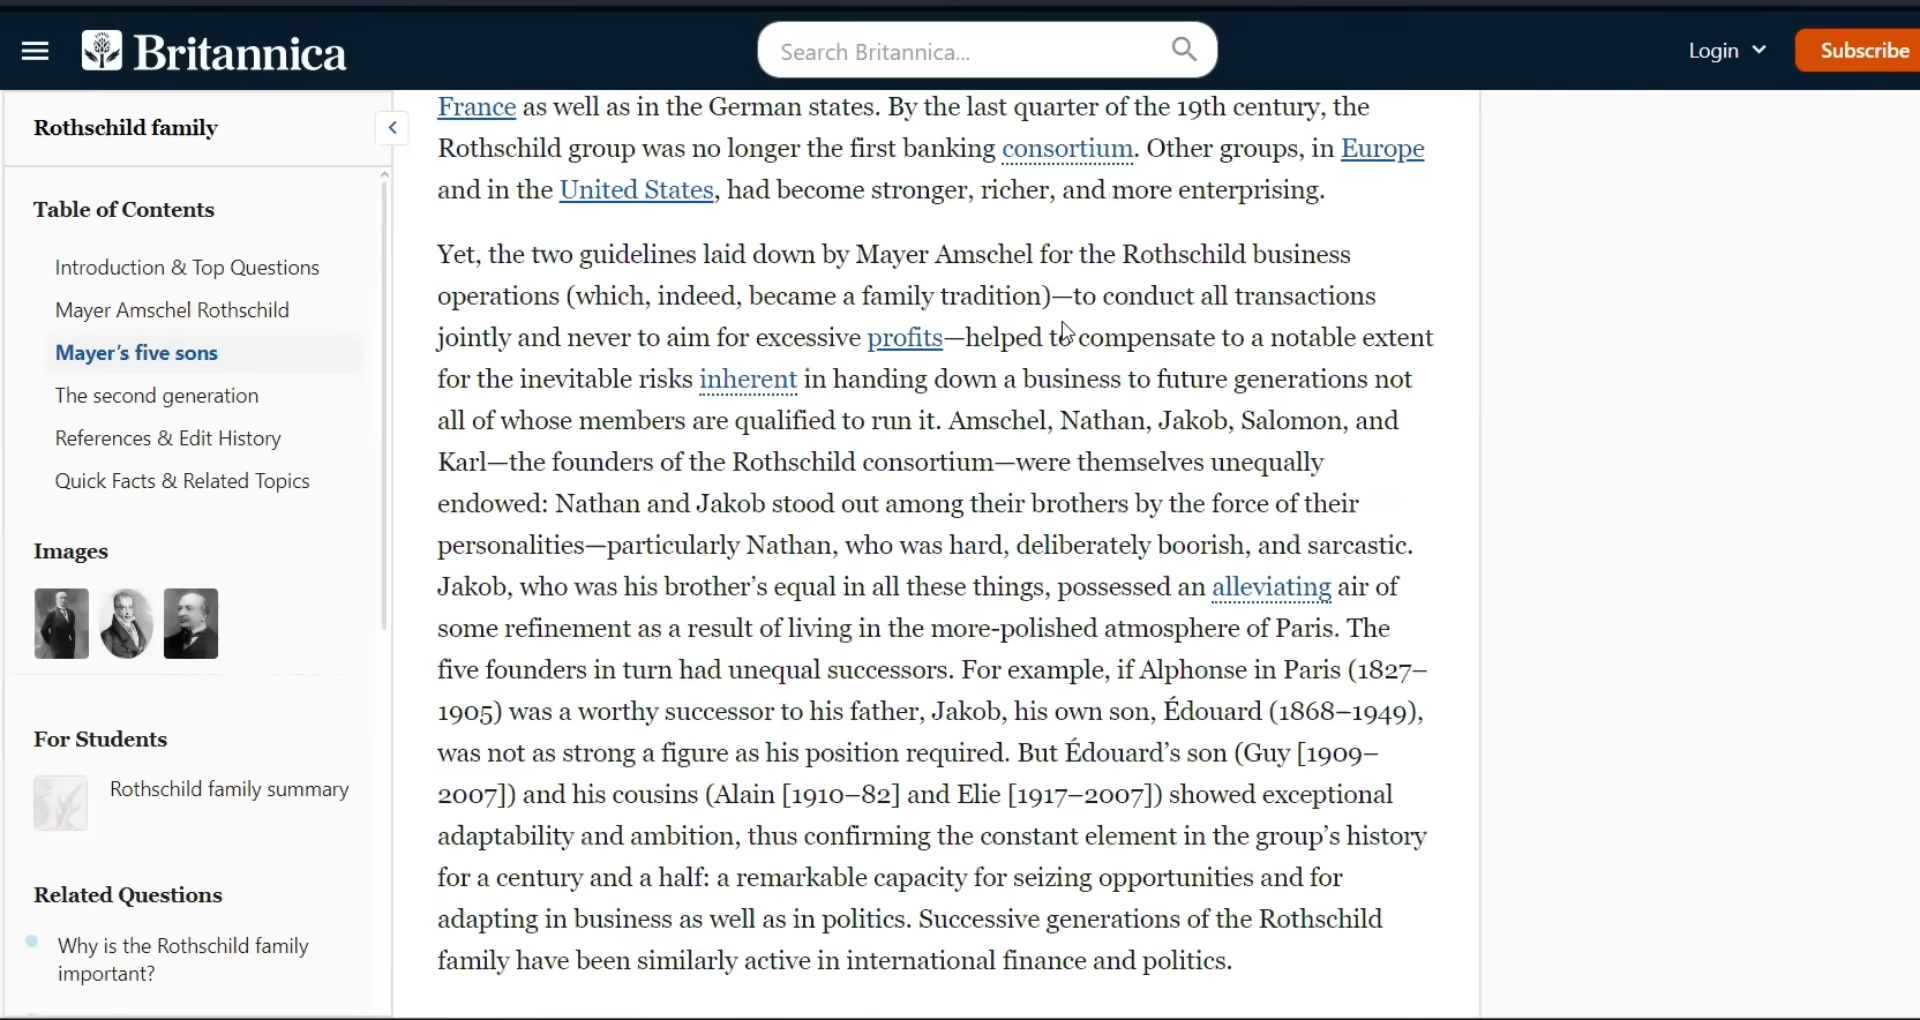 Britannica
Search Britannica...
Login
Subscribe
Rothschild family
Table of Contents
Introduction & Top Questions
Mayer Amschel Rothschild
Mayer's five sons
The second generation
References & Edit History
Quick Facts & Related Topics
Images
For Students
Rothschild family summary
Related Questions
Why is the Rothschild family
important?
France as well as in the German states. By the last quarter of the 19th century, the
Rothschild group was no longer the first banking consortium. Other groups, in Europe
and in the United States, had become stronger, richer, and more enterprising.
Yet, the two guidelines laid down by Mayer Amschel for the Rothschild business
operations (which, indeed, became a family tradition)—to conduct all transactions
jointly and never to aim for excessive profits—helped to compensate to a notable extent
for the inevitable risks inherent in handing down a business to future generations not
all of whose members are qualified to run it. Amschel, Nathan, Jakob, Salomon, and
Karl—the founders of the Rothschild consortium—were themselves unequally
endowed: Nathan and Jakob stood out among their brothers by the force of their
personalities—particularly Nathan, who was hard, deliberately boorish, and sarcastic.
Jakob, who was his brother's equal in all these things, possessed an alleviating air of
some refinement as a result of living in the more-polished atmosphere of Paris. The
five founders in turn had unequal successors. For example, if Alphonse in Paris (1827–
1905) was a worthy successor to his father, Jakob, his own son, Édouard (1868–1949),
was not as strong a figure as his position required. But Édouard's son (Guy [1909–
2007]) and his cousins (Alain [1910–82] and Elie [1917–2007]) showed exceptional
adaptability and ambition, thus confirming the constant element in the group's history
for a century and a half: a remarkable capacity for seizing opportunities and for
adapting in business as well as in politics. Successive generations of the Rothschild
family have been similarly active in international finance and politics.